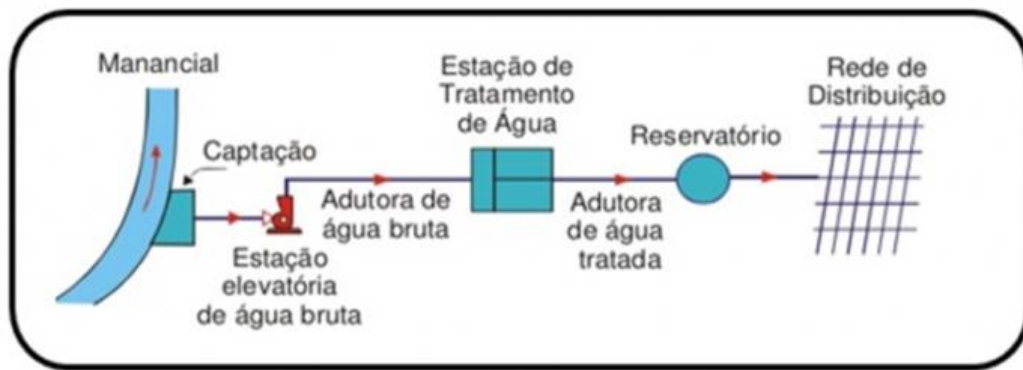 Manancial
Captação
Estação
elevatória
de água bruta
Adutora de
água bruta
Estação de
Tratamento
de Água
Adutora
de água
tratada
Reservatório
Rede de
Distribuição